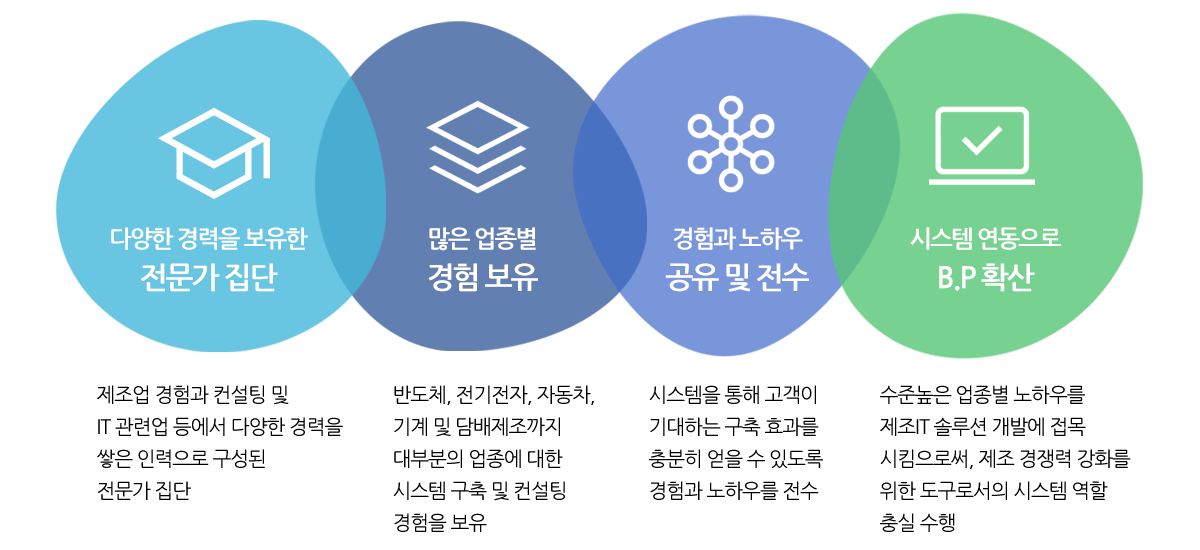 다양한 경력을 보유한
전문가 집단
많은 업종별
경험 보유
경험과 노하우
공유 및 전수
시스템 연동으로
B.P 확산
제조업 경험과 컨설팅 및
IT 관련업 등에서 다양한 경력을
쌓은 인력으로 구성된
전문가 집단
반도체, 전기전자, 자동차,
기계 및 담배제조까지
대부분의 업종에 대한
시스템 구축 및 컨설팅
경험을 보유
시스템을 통해 고객이
기대하는 구축 효과를
충분히 얻을 수 있도록
경험과 노하우를 전수
수준높은 업종별 노하우를
제조IT 솔루션 개발에 접목
시킴으로써, 제조 경쟁력 강화를
위한 도구로서의 시스템 역할
충실 수행